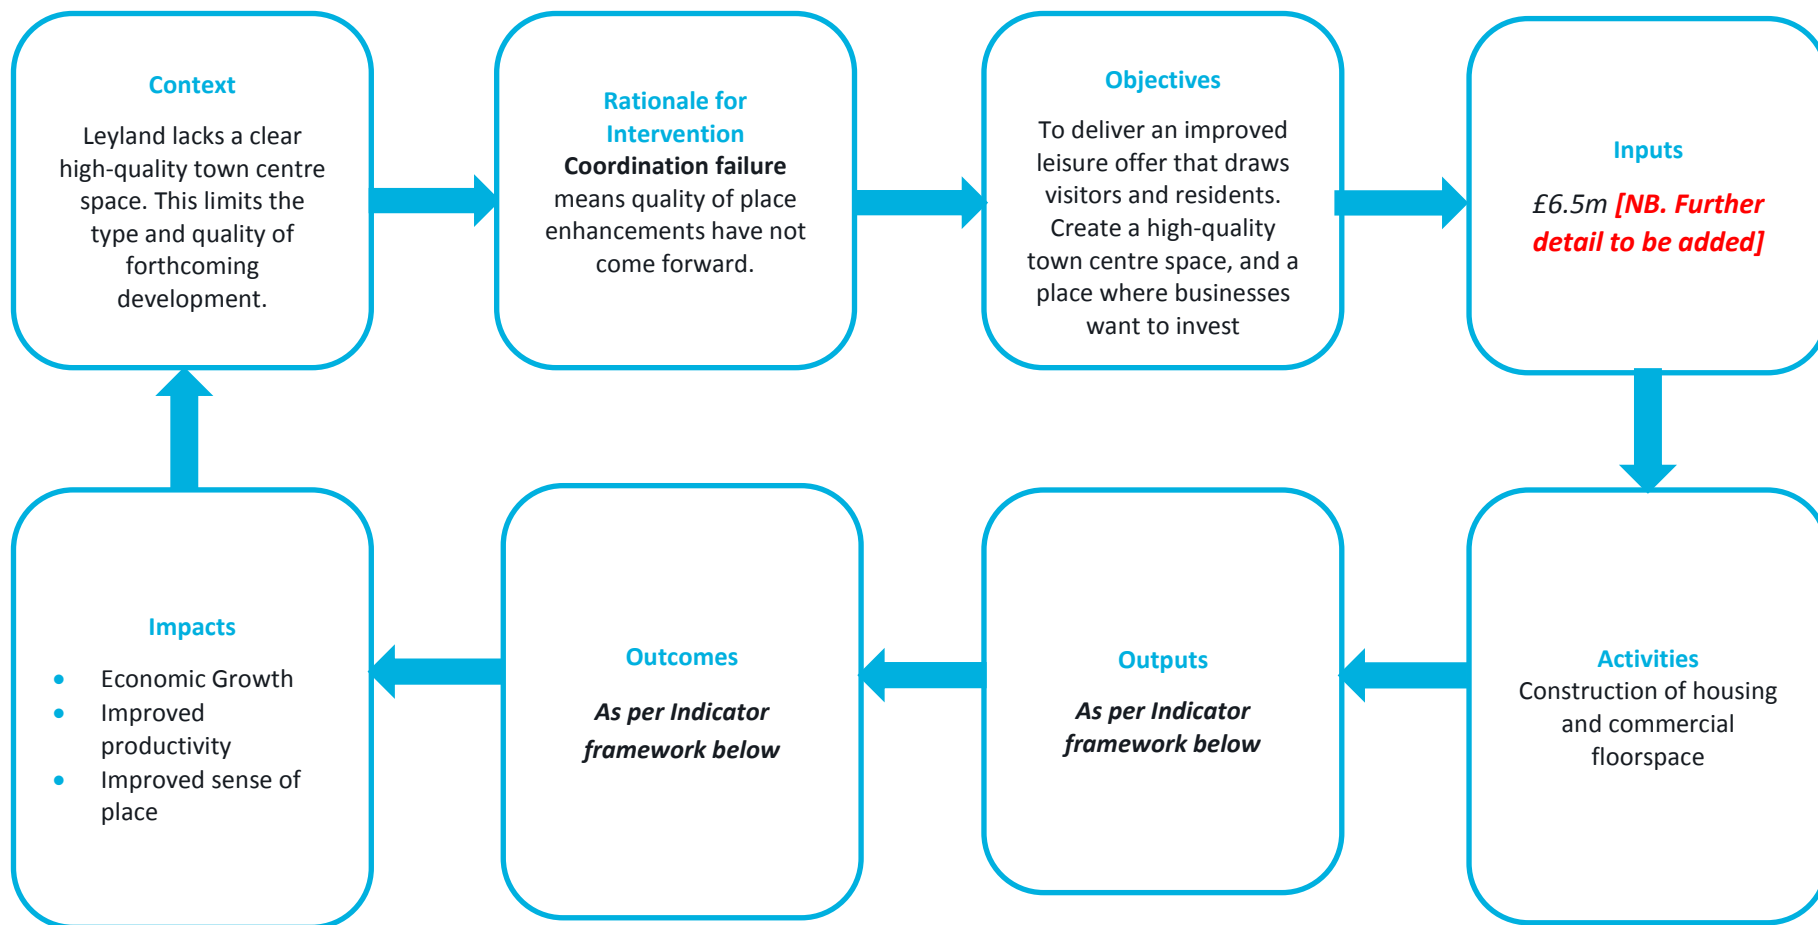 Context
Leyland lacks a clear
high-quality town centre
space. This limits the
type and quality of
forthcoming
development.
Rationale for
Intervention
Coordination failure
means quality of place
enhancements have not
come forward.
Objectives
To deliver an improved
leisure offer that draws
visitors and residents.
Create a high-quality
town centre space, and a
place where businesses
want to invest
Inputs
£6.5m [NB. Further
detail to be added]
Activities
Construction of housing
and commercial
floorspace
Outputs
As per Indicator
framework below
Outcomes
As per Indicator
framework below
Impacts
• Economic Growth
• Improved
productivity
• Improved sense of
place